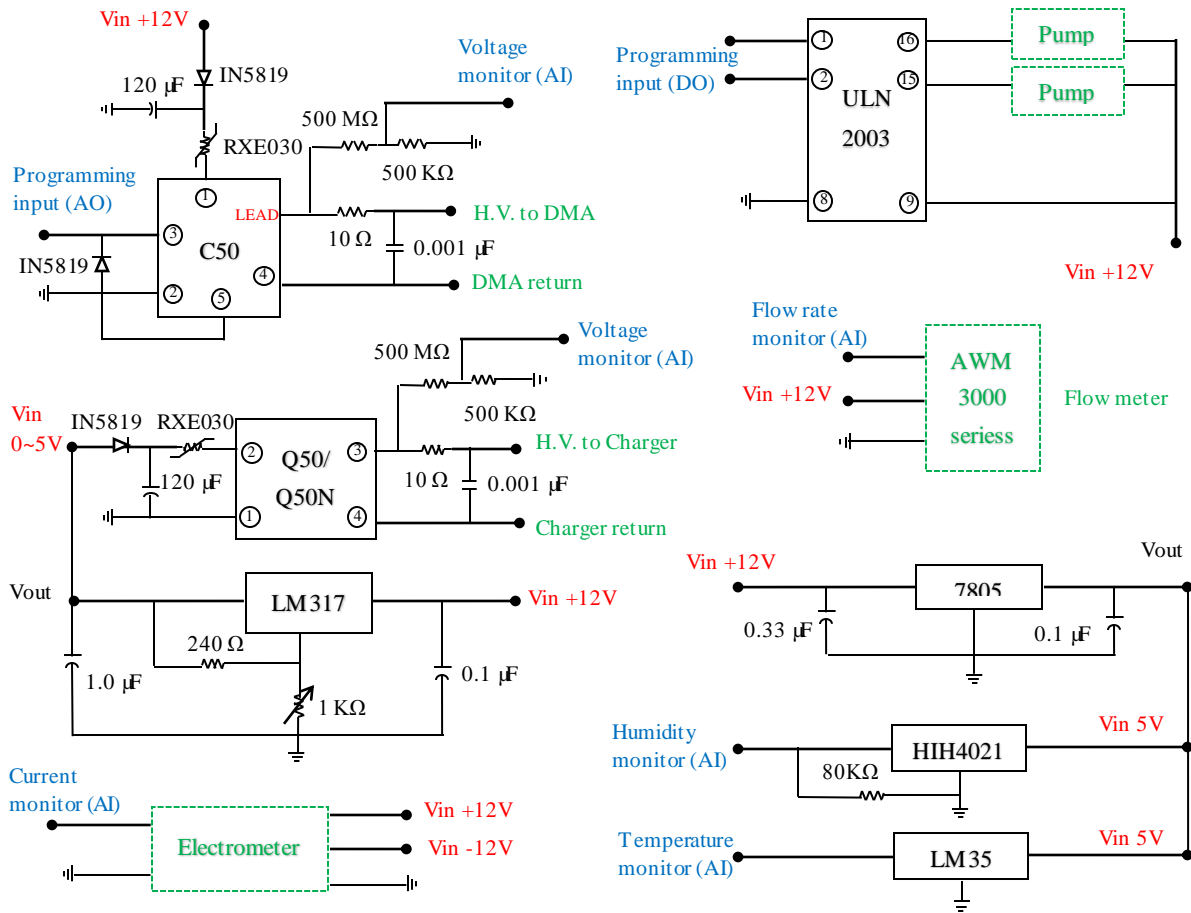 Vin +12V
IN5819
120 µF
RXE030
Voltage
monitor (AI)
500 MΩ
500 KΩ
Programming
input (AO)
1
LEAD
3
C50
4
2
5
IN5819
10 Ω
0.001 µF
H.V. to DMA
DMA return
Programming
input (DO)
1
2
8
ULN
2003
16
15
9
Pump
Pump
Vin +12V
Vin
0~5V
IN5819
RXE030
120 µF
2
1
Q50/
Q50N
3
4
500 MΩ
500 KΩ
Voltage
monitor (AI)
10 Ω
0.001 µF
H.V. to Charger
Charger return
Flow rate
monitor (AI)
Vin +12V
AWM
3000
seriess
Flow meter
Vout
LM317
Vin +12V
240 Ω
1.0 µF
1 KΩ
0.1 µF
Vin +12V
7805
Vout
0.33 µF
0.1 µF
Humidity
monitor (AI)
HIH4021
Vin 5V
80KΩ
Temperature
monitor (AI)
LM35
Vin 5V
Current
monitor (AI)
Electrometer
Vin +12V
Vin -12V